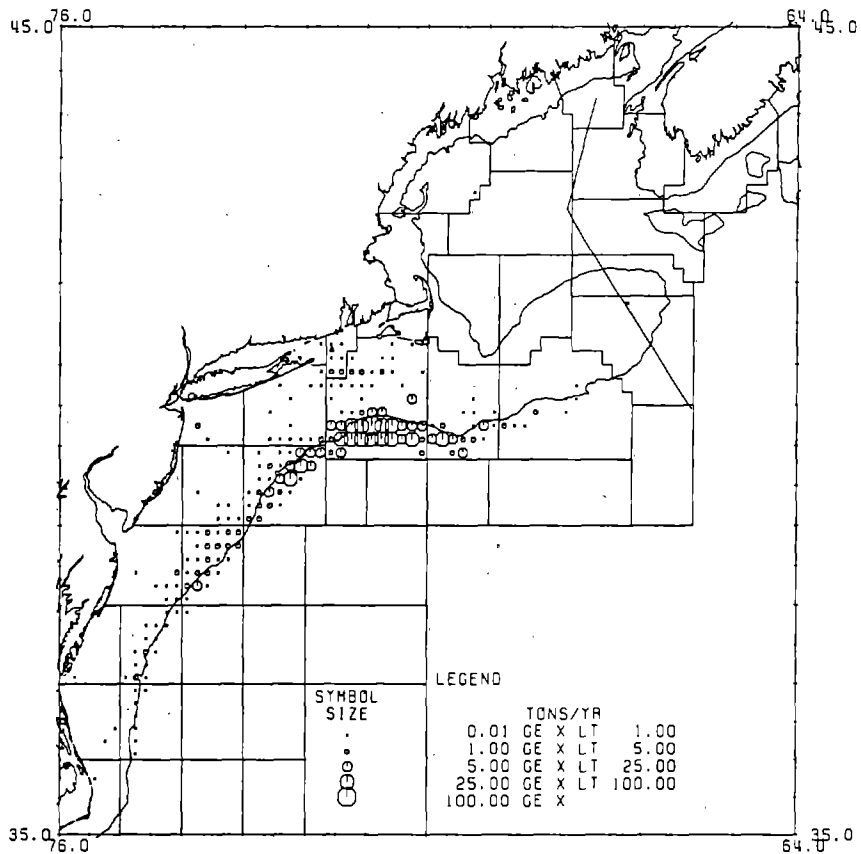 76.0 64.0
45.0 45.0
LEGEND
SYMBOL
SIZE
TONS/YR
0.01 GE X LT 1.00
1.00 GE X LT 5.00
5.00 GE X LT 25.00
25.00 GE X LT 100.00
100.00 GE X
35.0 35.0
76.0 64.0